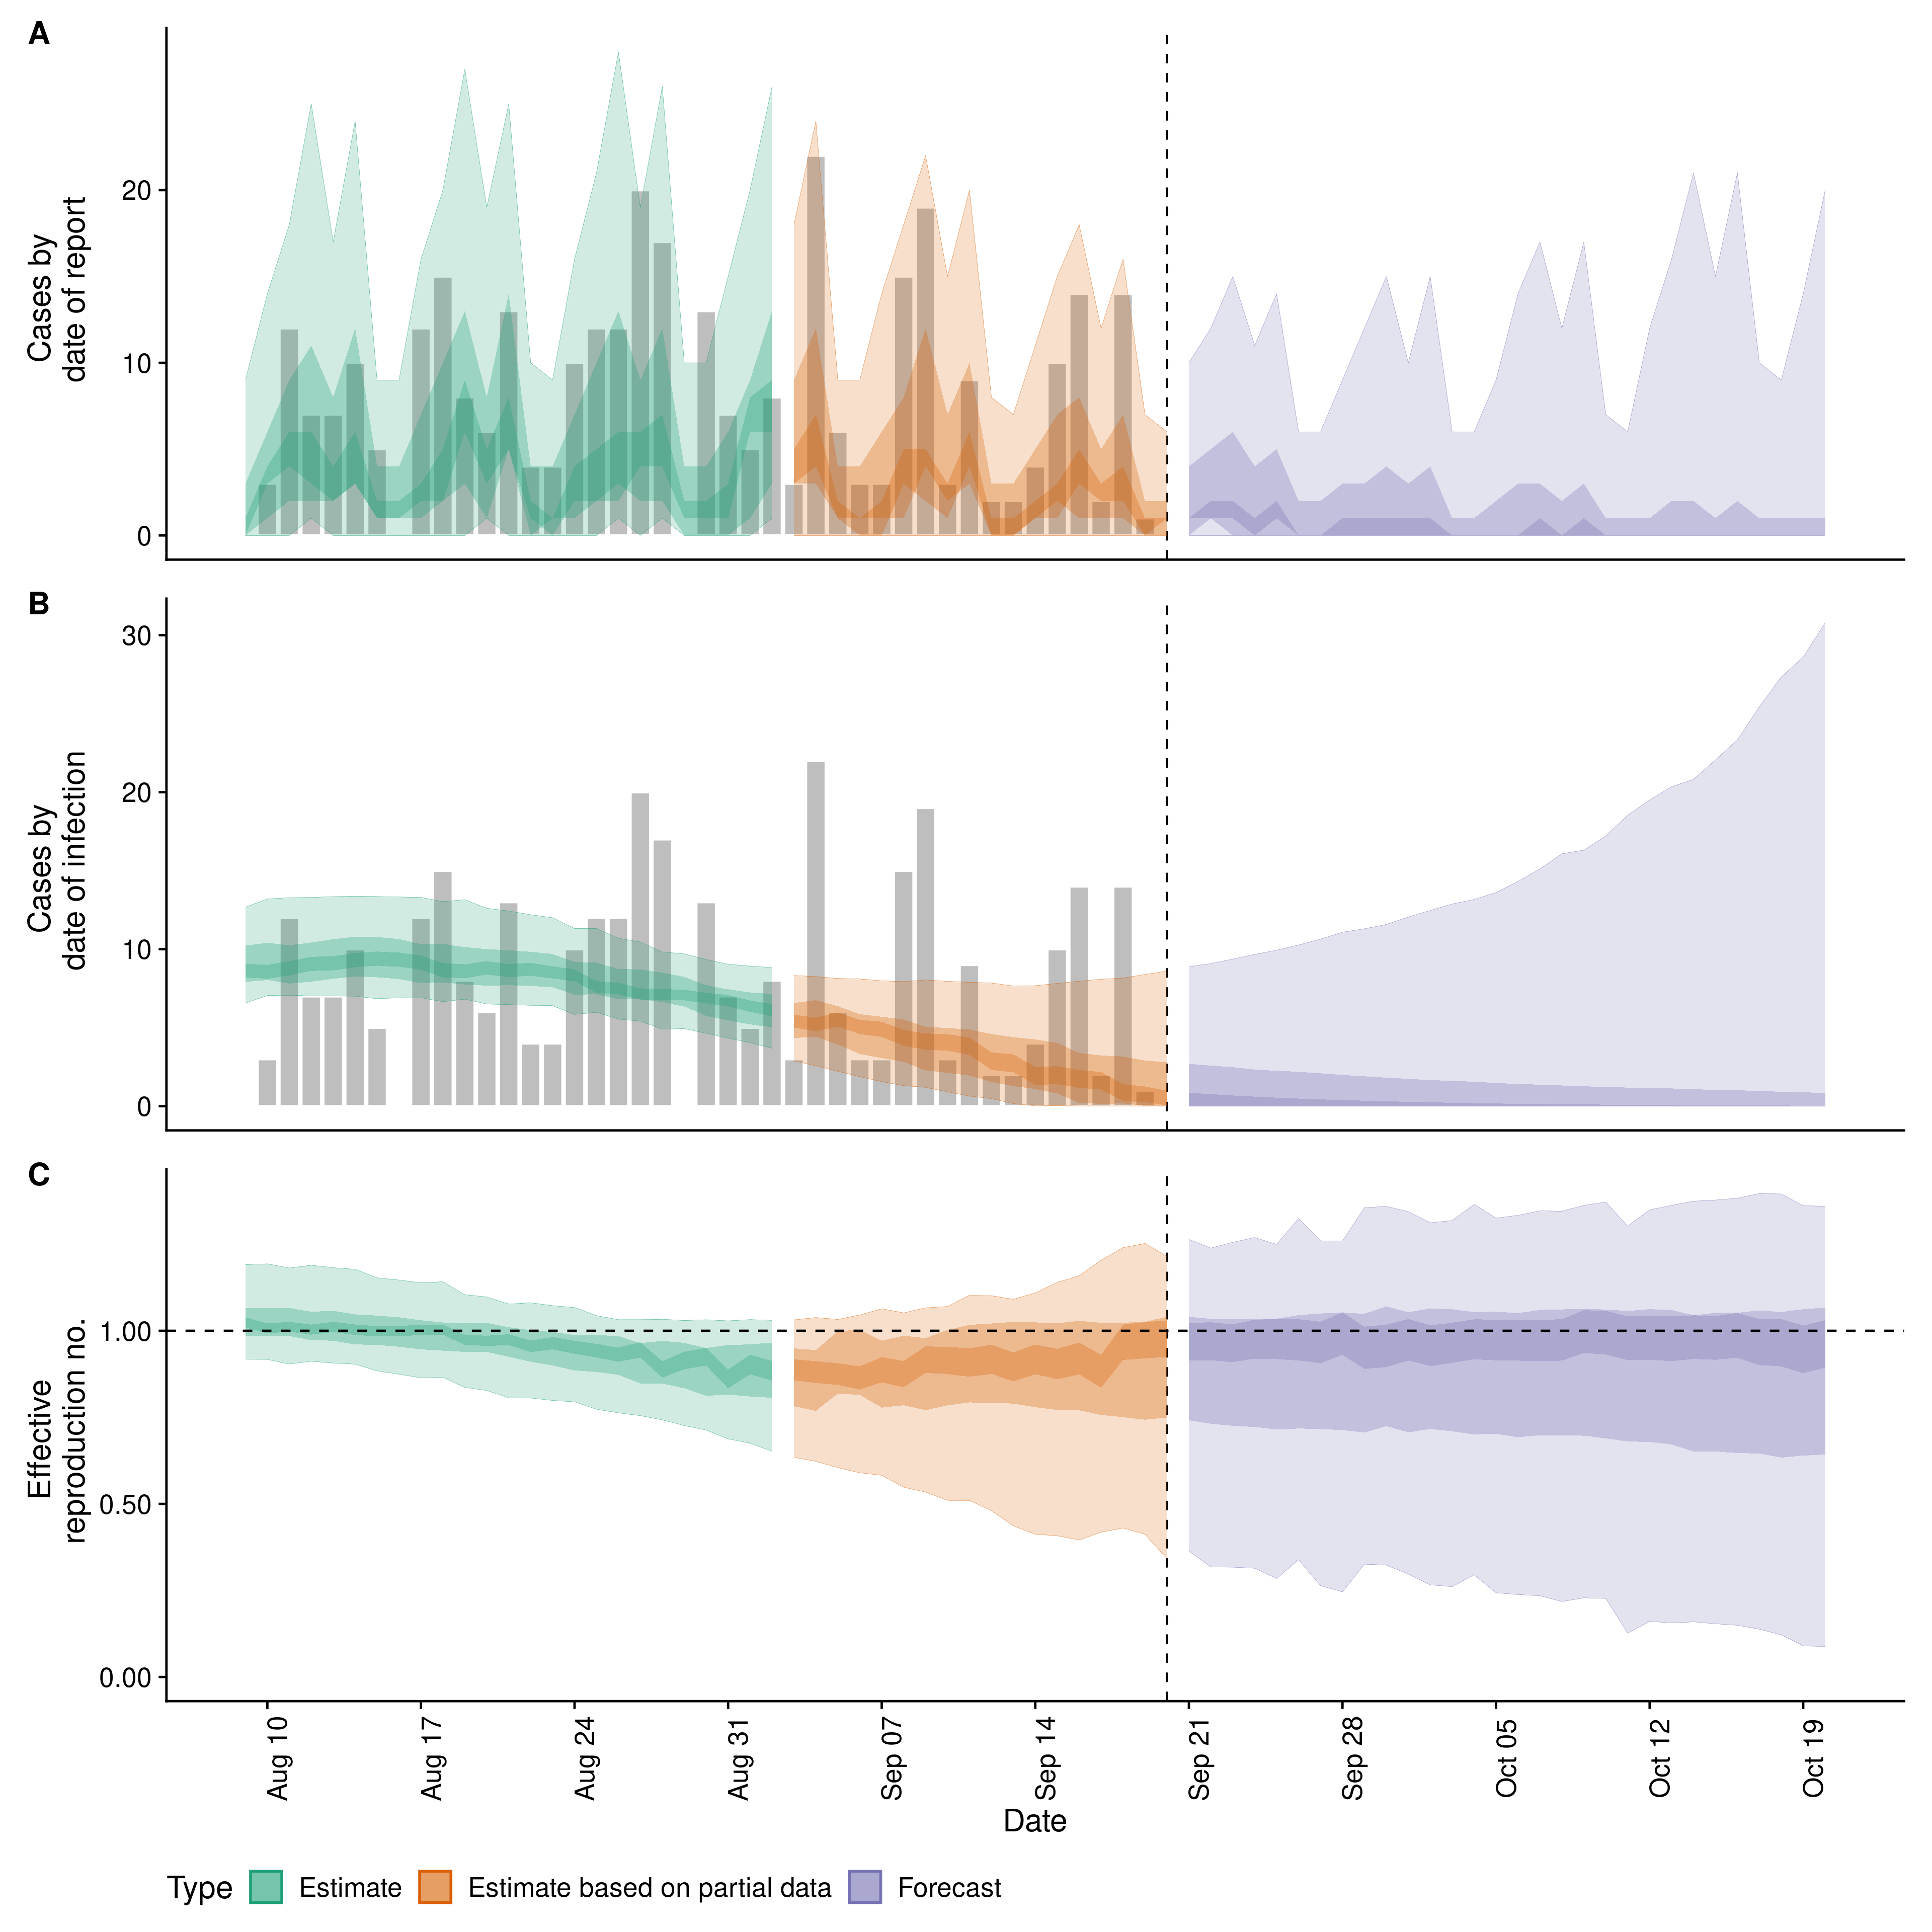 A
Cases by
date of report
20
10
0
B
Cases by
date of infection
30
20
10
0
C
Effective
reproduction no.
1.00
0.50
0.00
Aug 10
Aug 17
Aug 24
Aug 31
Sep 07
Sep 14
Sep 21
Sep 28
Oct 05
Oct 12
Oct 19
Date
Type Estimate Estimate based on partial data Forecast